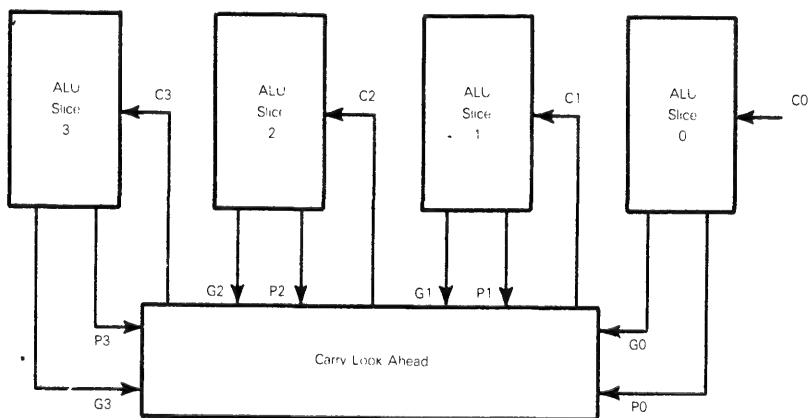 ALU
Slice
3
C3
ALU
Slice
2
C2
ALU
Slice
1
C1
ALU
Slice
0
C0
G2
P2
G1
P1
P3
G0
Carry Look Ahead
G3
P0